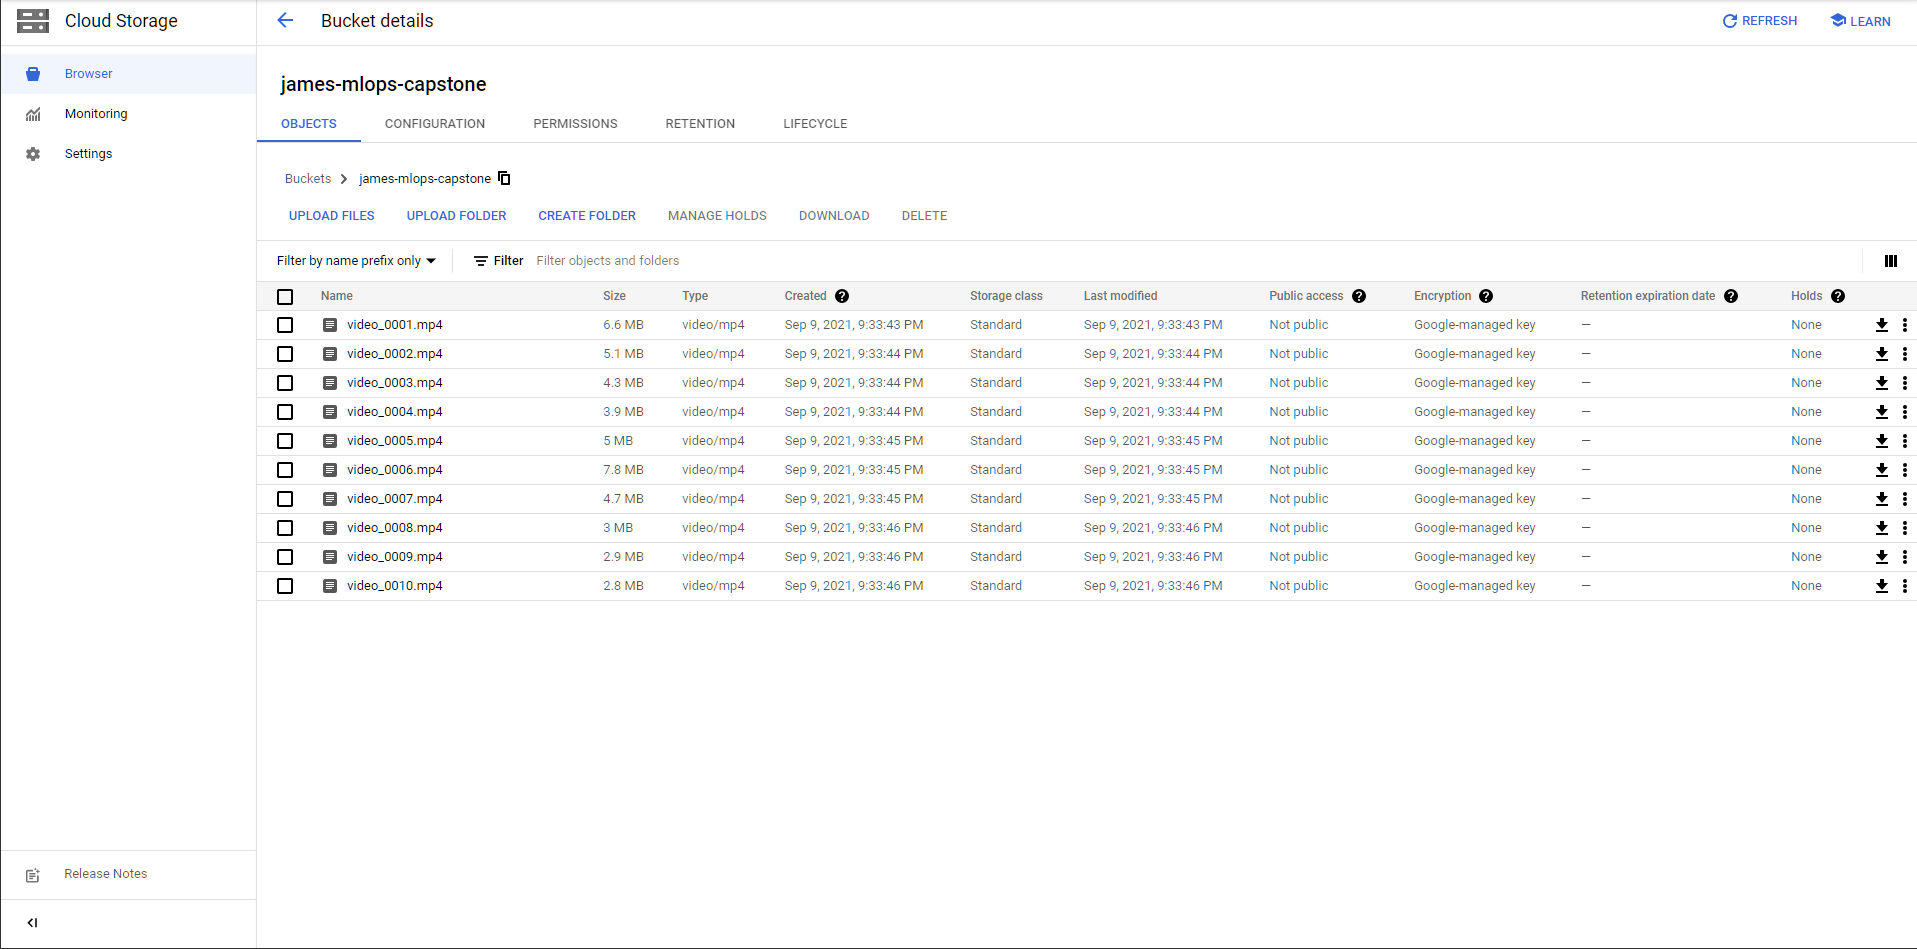 Cloud Storage
Bucket details
REFRESH LEARN
Browser
Monitoring
Settings
Release Notes
james-mlops-capstone
OBJECTS CONFIGURATION PERMISSIONS RETENTION LIFECYCLE
Buckets james-mlops-capstone
UPLOAD FILES UPLOAD FOLDER CREATE FOLDER MANAGE HOLDS DOWNLOAD DELETE
Filter by name prefix only Filter Filter objects and folders
Name Size Type Created ? Storage class Last modified Public access ? Encryption ? Retention expiration date ? Holds ?
video_0001.mp4 6.6 MB video/mp4 Sep 9, 2021, 9:33:43 PM Standard Sep 9, 2021, 9:33:43 PM Not public Google-managed key — None
video_0002.mp4 5.1 MB video/mp4 Sep 9, 2021, 9:33:44 PM Standard Sep 9, 2021, 9:33:44 PM Not public Google-managed key — None
video_0003.mp4 4.3 MB video/mp4 Sep 9, 2021, 9:33:44 PM Standard Sep 9, 2021, 9:33:44 PM Not public Google-managed key — None
video_0004.mp4 3.9 MB video/mp4 Sep 9, 2021, 9:33:44 PM Standard Sep 9, 2021, 9:33:44 PM Not public Google-managed key — None
video_0005.mp4 5 MB video/mp4 Sep 9, 2021, 9:33:45 PM Standard Sep 9, 2021, 9:33:45 PM Not public Google-managed key — None
video_0006.mp4 7.8 MB video/mp4 Sep 9, 2021, 9:33:45 PM Standard Sep 9, 2021, 9:33:45 PM Not public Google-managed key — None
video_0007.mp4 4.7 MB video/mp4 Sep 9, 2021, 9:33:45 PM Standard Sep 9, 2021, 9:33:45 PM Not public Google-managed key — None
video_0008.mp4 3 MB video/mp4 Sep 9, 2021, 9:33:46 PM Standard Sep 9, 2021, 9:33:46 PM Not public Google-managed key — None
video_0009.mp4 2.9 MB video/mp4 Sep 9, 2021, 9:33:46 PM Standard Sep 9, 2021, 9:33:46 PM Not public Google-managed key — None
video_0010.mp4 2.8 MB video/mp4 Sep 9, 2021, 9:33:46 PM Standard Sep 9, 2021, 9:33:46 PM Not public Google-managed key — None